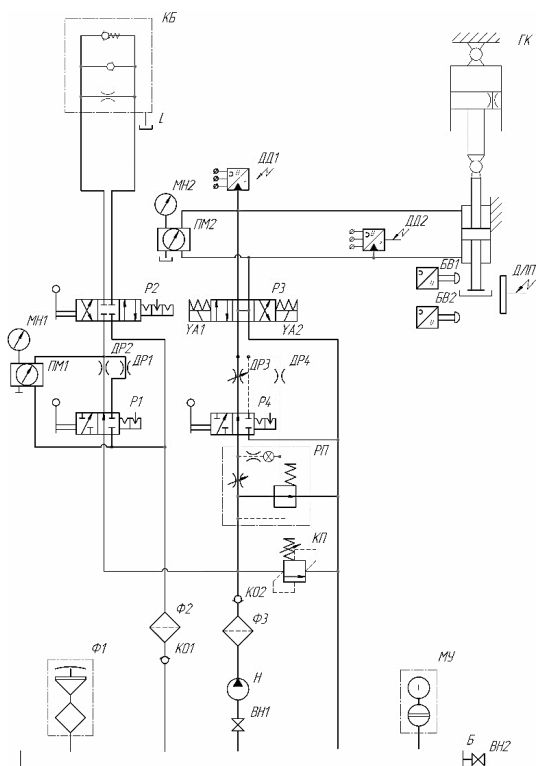 КБ
ГК
L
ДД1
МН2
ПМ2
ДД2
БВ1
ДЛП
БВ2
Р2
Р3
YA1
YA2
МН1
ДР2
ДР1
ПМ1
ДР3
ДР4
Р1
Р4
РП
КП
КО2
Ф2
Ф3
КО1
Ф1
Н
ВН1
МУ
Б
ВН2